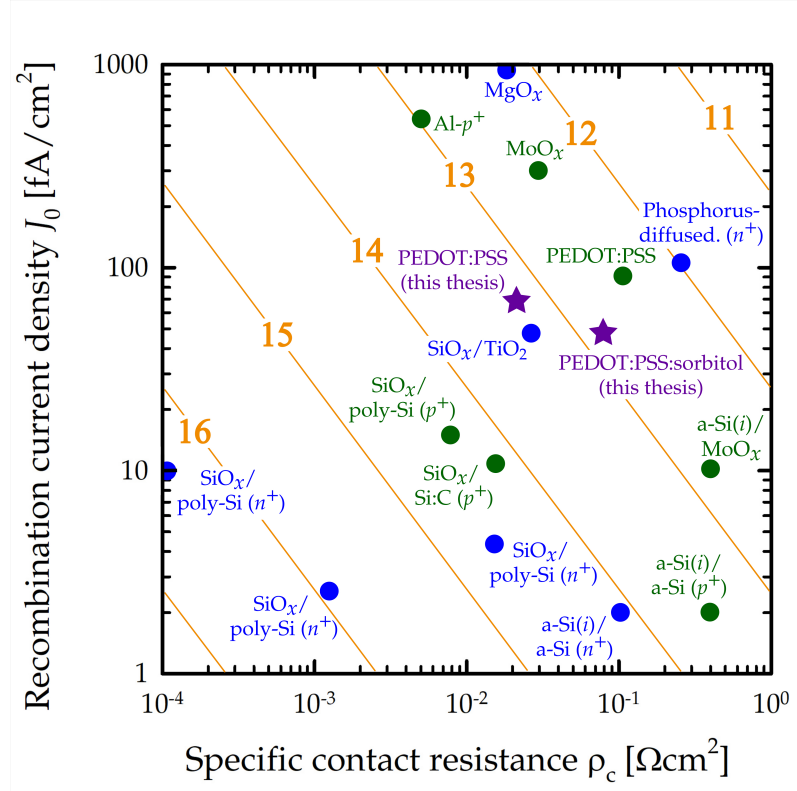 Recombination current density J₀ [fA/cm²]
1000
100
10
1
MgOx
Al-p⁺
12
11
MoOx
13
Phosphorus-
diffused. (n⁺)
14
PEDOT:PSS
(this thesis)
PEDOT:PSS
15
SiOx/TiO₂
PEDOT:PSS:sorbitol
(this thesis)
SiOx/
poly-Si (p⁺)
16
a-Si(i)/
MoOx
SiOx/
poly-Si (n⁺)
SiOx/
Si:C (p⁺)
SiOx/
poly-Si (n⁺)
a-Si(i)/
a-Si (p⁺)
SiOx/
poly-Si (n⁺)
a-Si(i)/
a-Si (n⁺)
10⁻⁴ 10⁻³ 10⁻² 10⁻¹ 10⁰
Specific contact resistance ρc [Ωcm²]